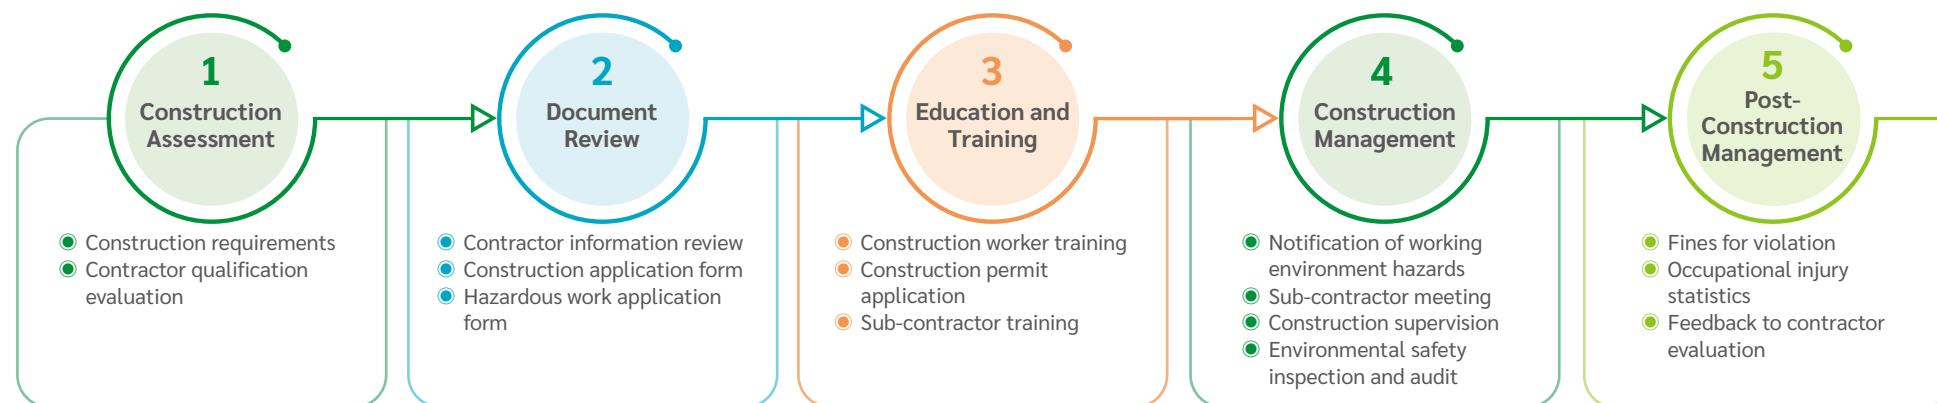 1
Construction
Assessment
Construction requirements
Contractor qualification
evaluation
2
Document
Review
Contractor information review
Construction application form
Hazardous work application
form
3
Education and
Training
Construction worker training
Construction permit
application
Sub-contractor training
4
Construction
Management
Notification of working
environment hazards
Sub-contractor meeting
Construction supervision
Environmental safety
inspection and audit
5
Post-
Construction
Management
Fines for violation
Occupational injury
statistics
Feedback to contractor
evaluation